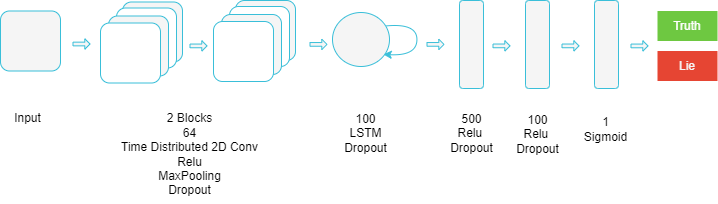 Truth
Lie
Input
2 Blocks
64
Time Distributed 2D Conv
Relu
MaxPooling
Dropout
100
LSTM
Dropout
500
Relu
Dropout
100
Relu
Dropout
1
Sigmoid